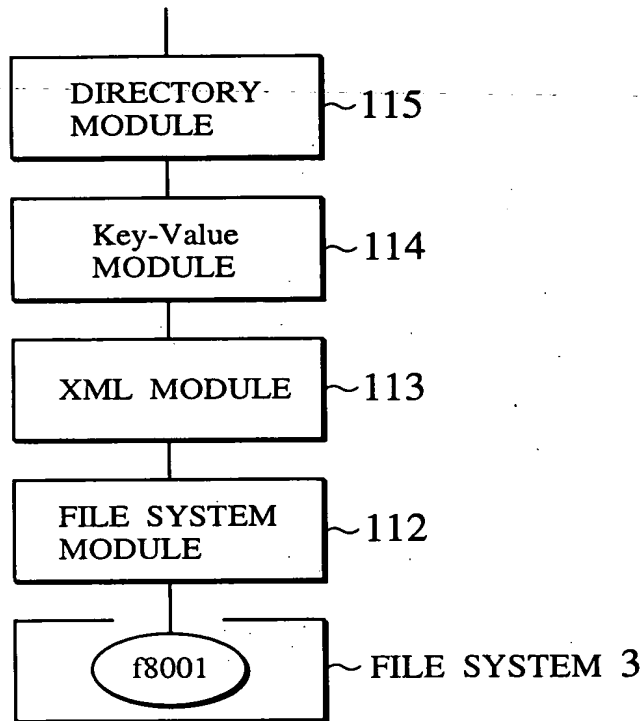 DIRECTORY
MODULE
115
Key-Value
MODULE
114
XML MODULE
113
FILE SYSTEM
MODULE
112
f8001
FILE SYSTEM 3